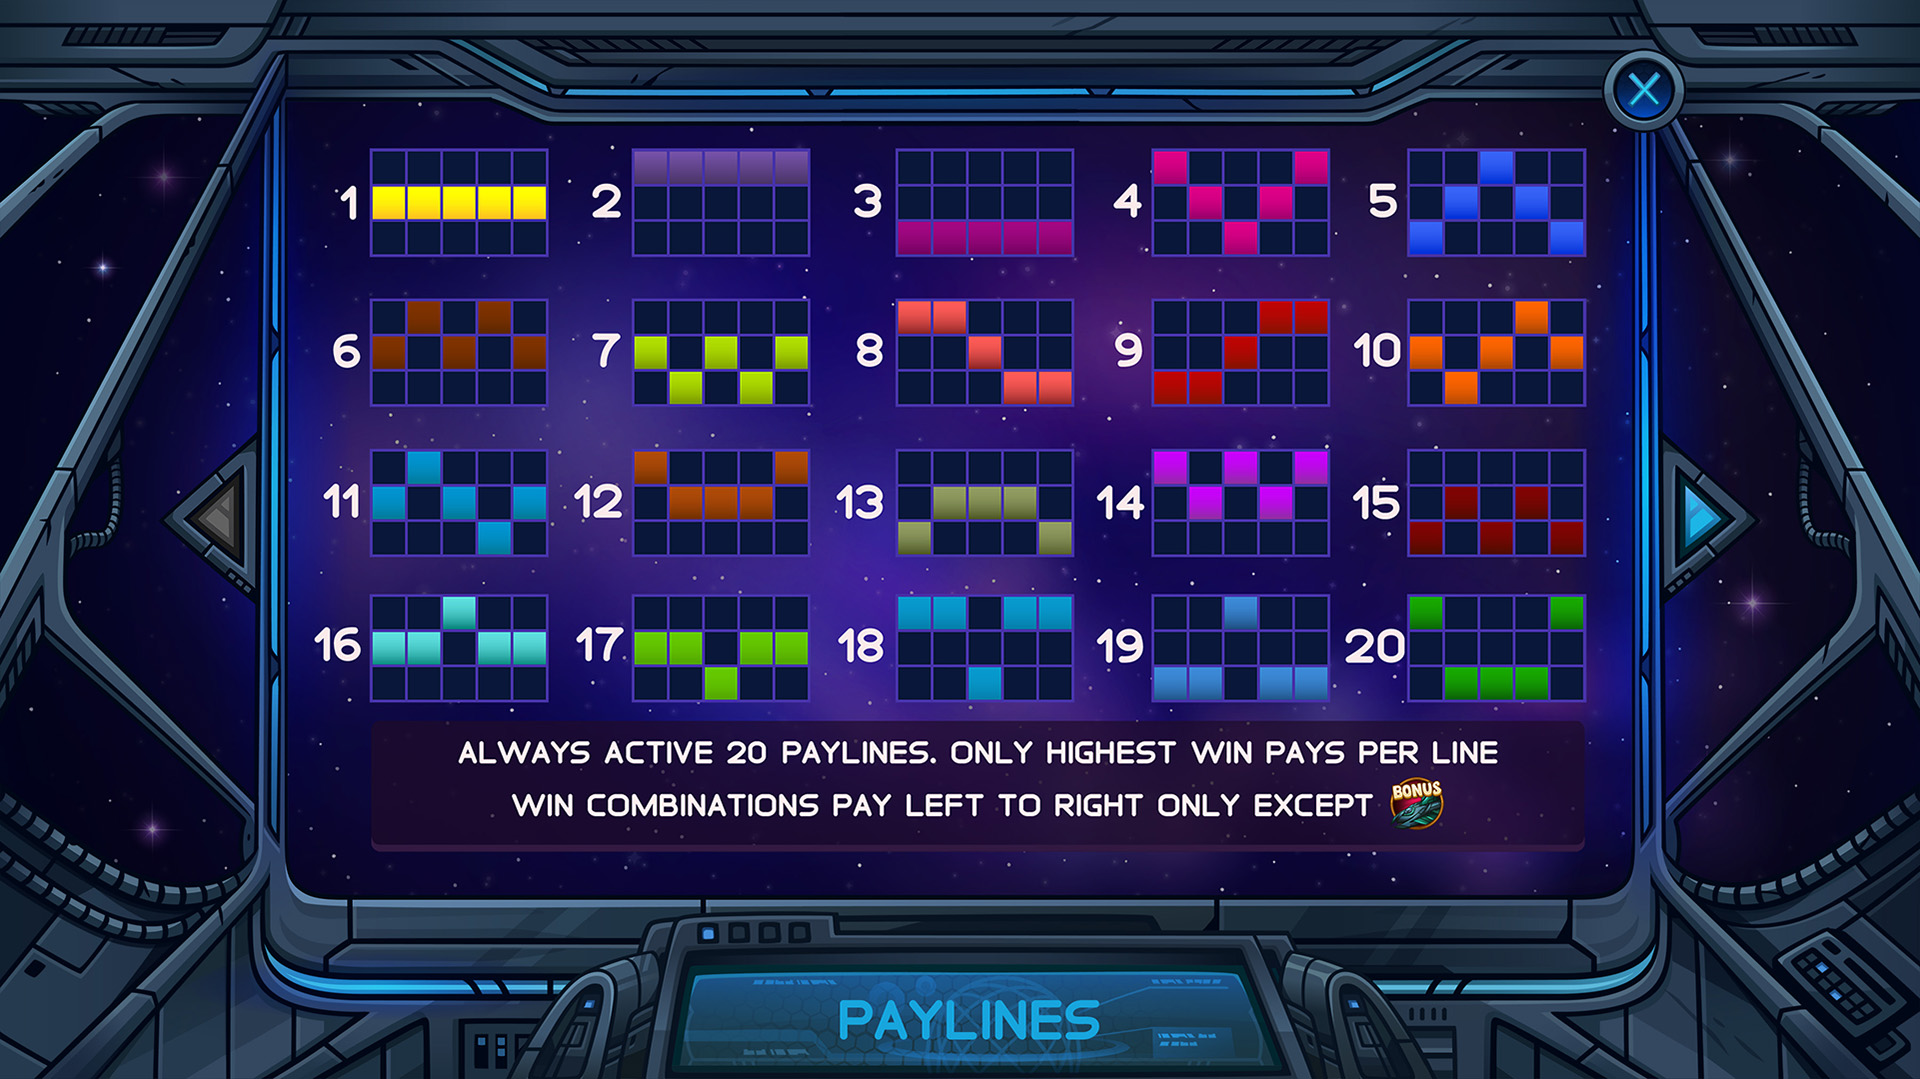 1 2 3 4 5
6 7 8 9 10
11 12 13 14 15
16 17 18 19 20
ALWAYS ACTIVE 20 PAYLINES. ONLY HIGHEST WIN PAYS PER LINE
WIN COMBINATIONS PAY LEFT TO RIGHT ONLY EXCEPT BONUS
PAYLINES